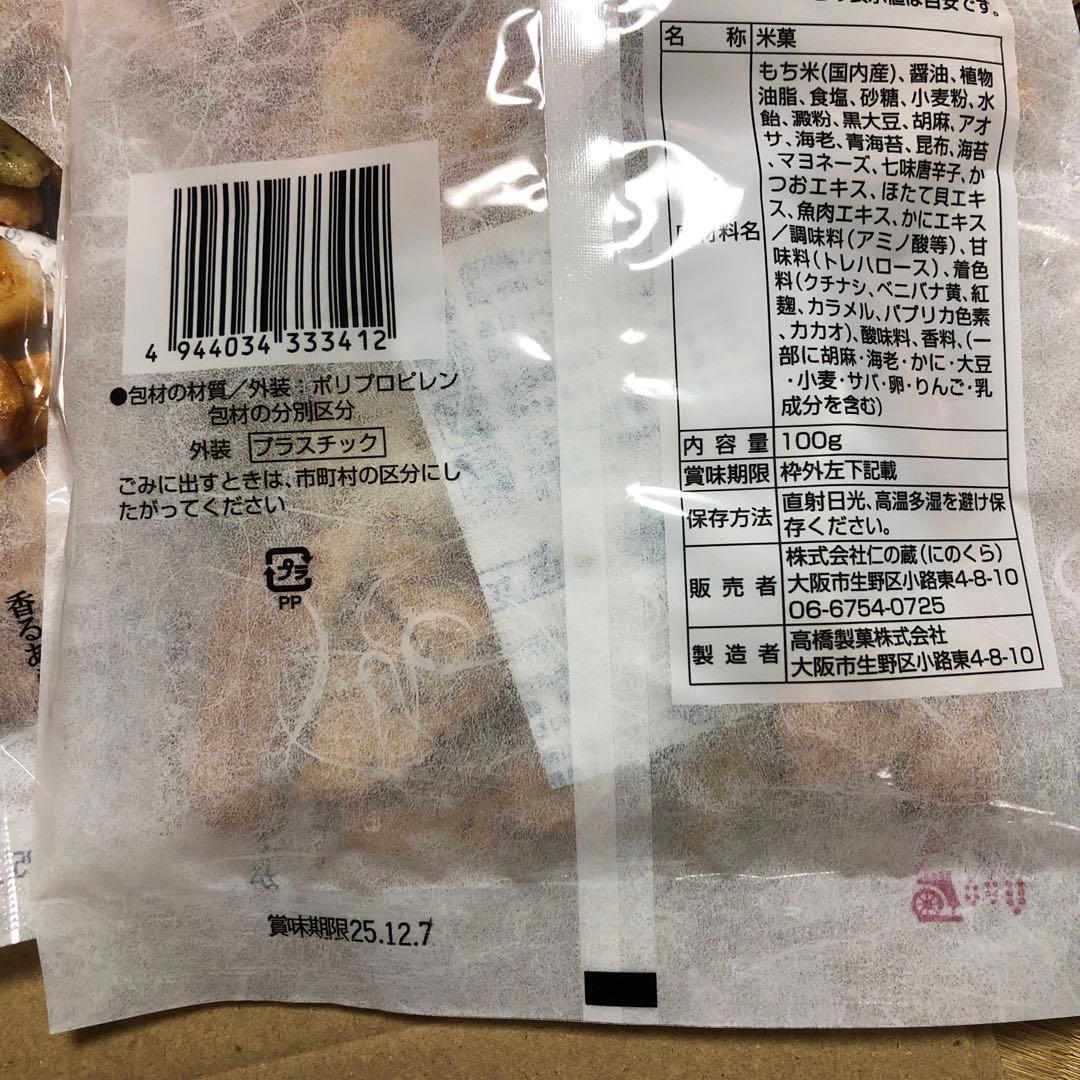 表示値は目安です。
名称 米菓
もち米(国内産)、醤油、植物
油脂、食塩、砂糖、小麦粉、水
飴、澱粉、黒大豆、胡麻、アオ
サ、海老、青海苔、昆布、海苔
、マヨネーズ、七味唐辛子、か
つおエキス、ほたて貝エキ
ス、魚肉エキス、かにエキス
材料名
/調味料(アミノ酸等)、甘
味料(トレハロース)、着色
料(クチナシ、ベニバナ黄、紅
麹、カラメル、パプリカ色素
、カカオ)、酸味料、香料、(一
部に胡麻・海老・かに・大豆
・小麦・サバ・卵・りんご・乳
成分を含む)
内容量 100g
賞味期限 枠外左下記載
保存方法 直射日光、高温多湿を避け保
存ください。
販売者 株式会社仁の蔵(にのくら)
大阪市生野区小路東4-8-10
06-6754-0725
製造者 高橋製菓株式会社
大阪市生野区小路東4-8-10
4 944034 333412
●包材の材質/外装:ポリプロピレン
包材の分別区分
外装 プラスチック
ごみに出すときは、市町村の区分にし
たがってください
プラ
PP
香るあ
賞味期限25.12.7